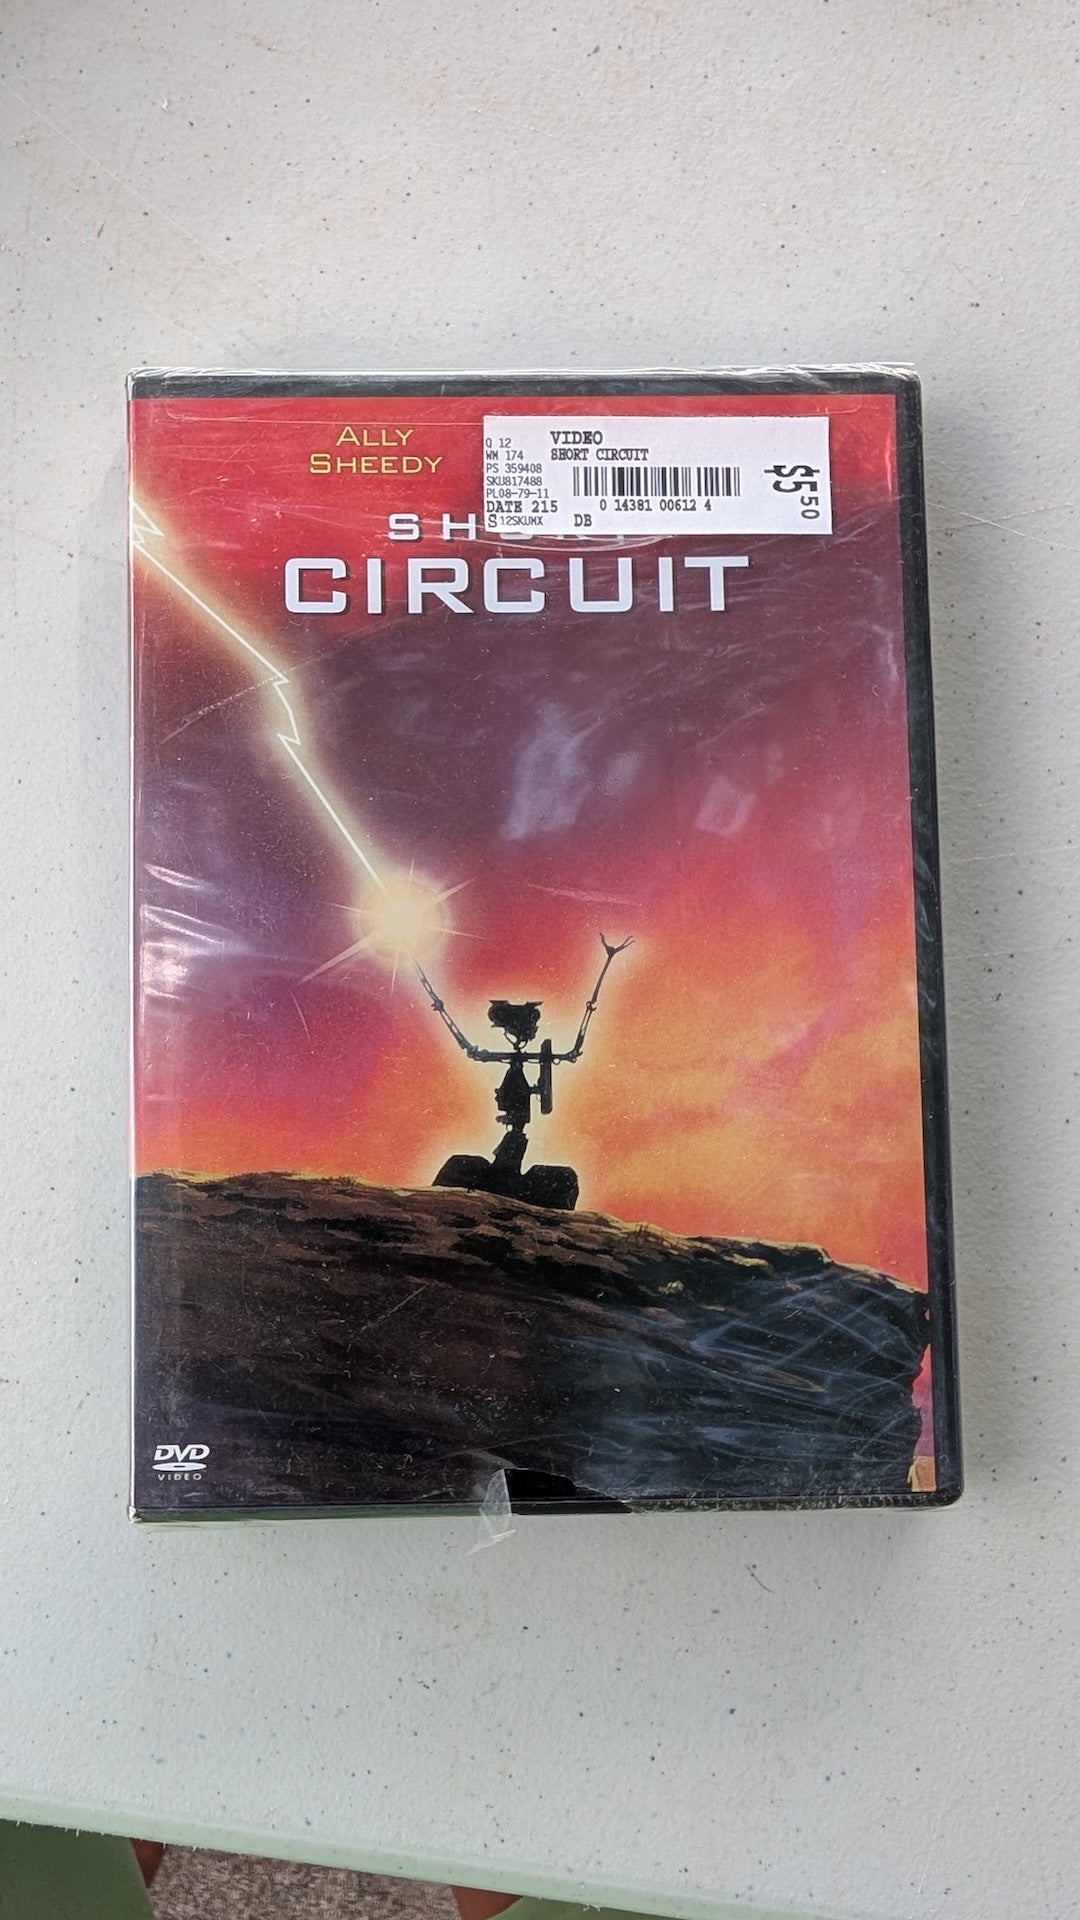 ALLY
SHEEDY
Q 12
WM 174
PS 359408
SKU817488
PL08-79-11
DATE 215
S 12SKUMX
VIDEO
SHORT CIRCUIT
0 14381 00612 4
DB
$5 50
SHORT
CIRCUIT
DVD
VIDEO